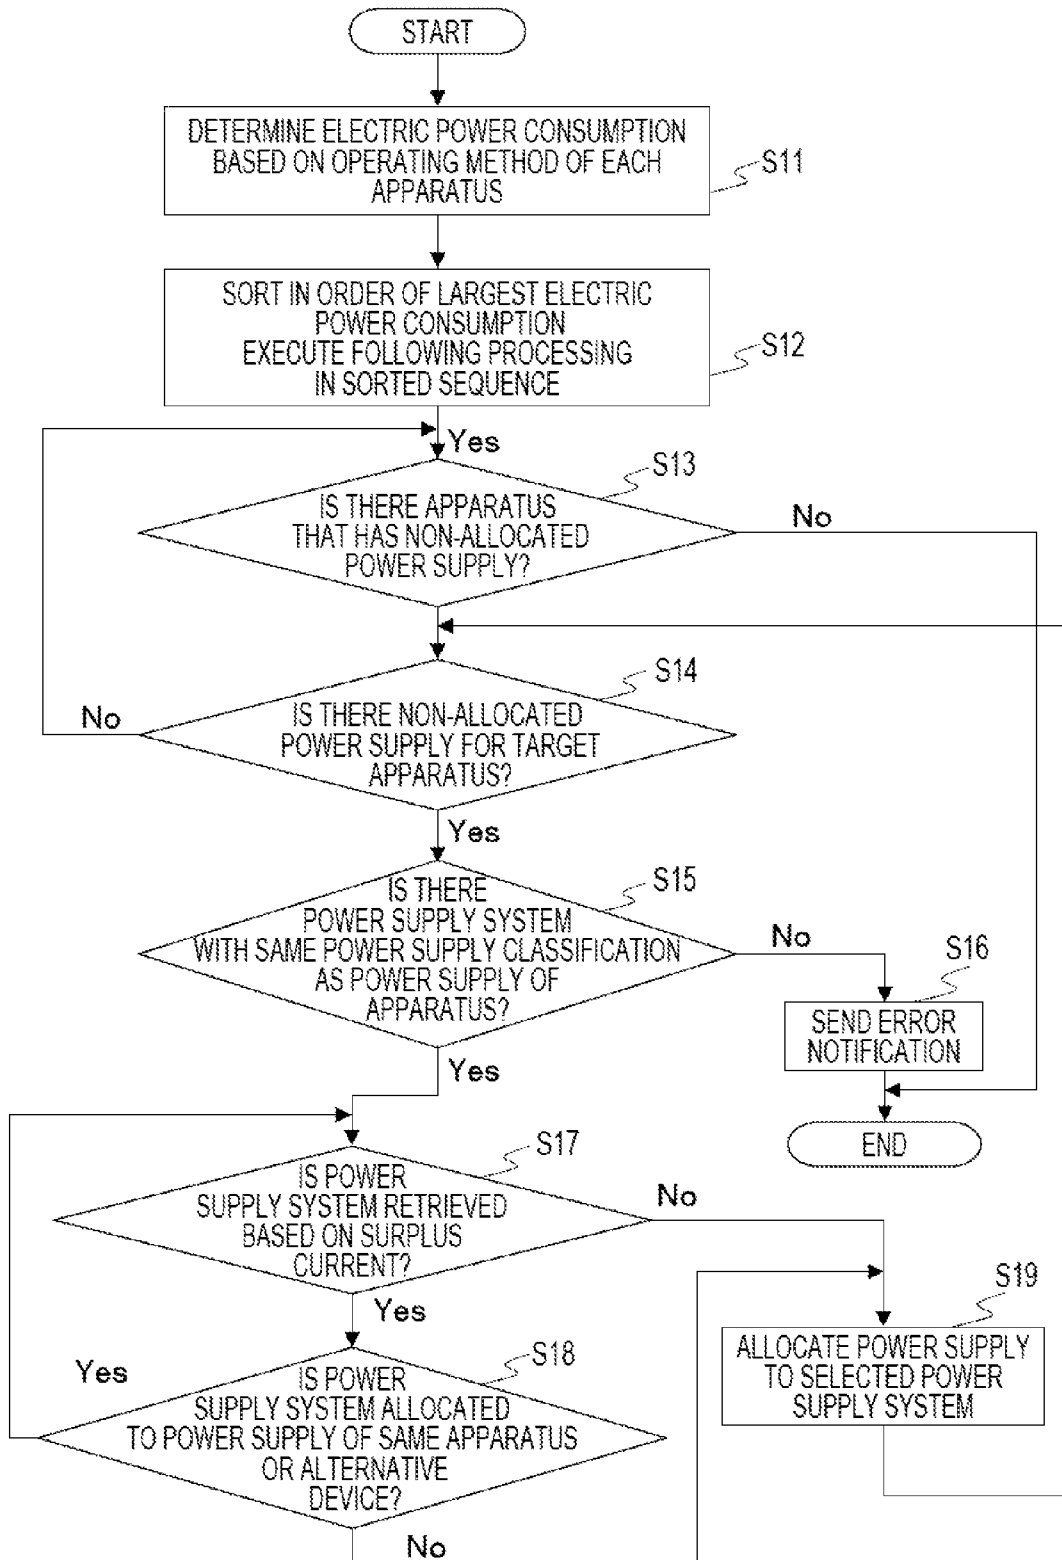 START
DETERMINE ELECTRIC POWER CONSUMPTION
BASED ON OPERATING METHOD OF EACH
APPARATUS
S11
SORT IN ORDER OF LARGEST ELECTRIC
POWER CONSUMPTION
EXECUTE FOLLOWING PROCESSING
IN SORTED SEQUENCE
S12
Yes
S13
IS THERE APPARATUS
THAT HAS NON-ALLOCATED
POWER SUPPLY?
No
S14
IS THERE NON-ALLOCATED
POWER SUPPLY FOR TARGET
APPARATUS?
No
Yes
S15
IS THERE
POWER SUPPLY SYSTEM
WITH SAME POWER SUPPLY CLASSIFICATION
AS POWER SUPPLY OF
APPARATUS?
No
S16
SEND ERROR
NOTIFICATION
Yes
END
S17
IS POWER
SUPPLY SYSTEM RETRIEVED
BASED ON SURPLUS
CURRENT?
No
Yes
S18
IS POWER
SUPPLY SYSTEM ALLOCATED
TO POWER SUPPLY OF SAME APPARATUS
OR ALTERNATIVE
DEVICE?
Yes
No
S19
ALLOCATE POWER SUPPLY
TO SELECTED POWER
SUPPLY SYSTEM